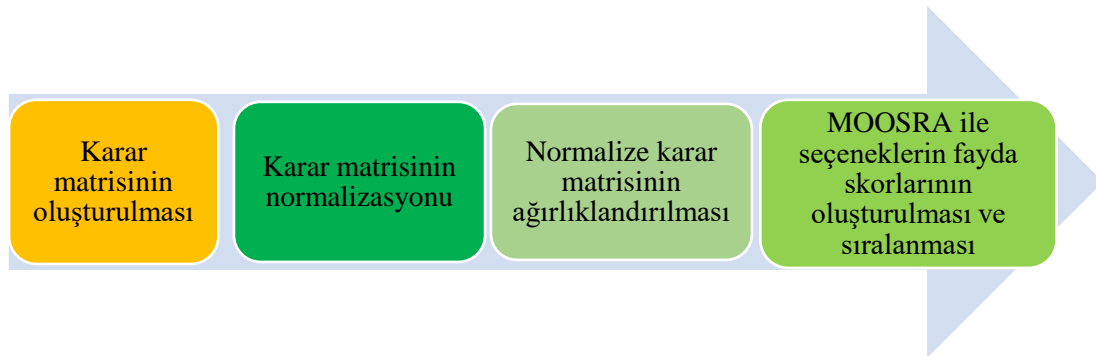 Karar
matrisinin
oluşturulması
Karar matrisinin
normalizasyonu
Normalize karar
matrisinin
ağırlıklandırılması
MOOSRA ile
seçeneklerin fayda
skorlarının
oluşturulması ve
sıralanması